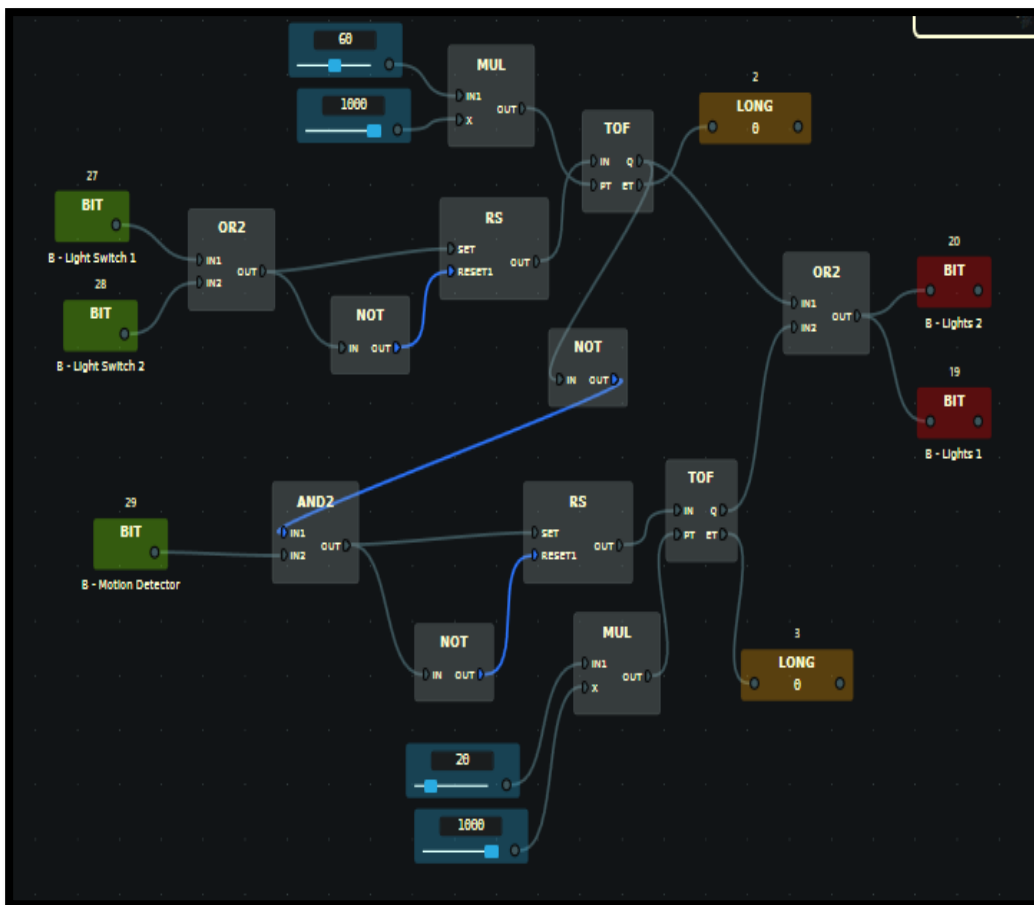 60
1000
MUL
IN1
OUT
X
2
LONG
0
TOF
IN Q
PT ET
27
BIT
B - Light Switch 1
28
BIT
B - Light Switch 2
OR2
IN1
OUT
IN2
RS
SET
OUT
RESET1
NOT
IN OUT
NOT
IN OUT
OR2
IN1
OUT
IN2
20
BIT
B - Lights 2
19
BIT
B - Lights 1
29
BIT
B - Motion Detector
AND2
IN1
OUT
IN2
RS
SET
OUT
RESET1
TOF
IN Q
PT ET
NOT
IN OUT
MUL
IN1
OUT
X
3
LONG
0
20
1000